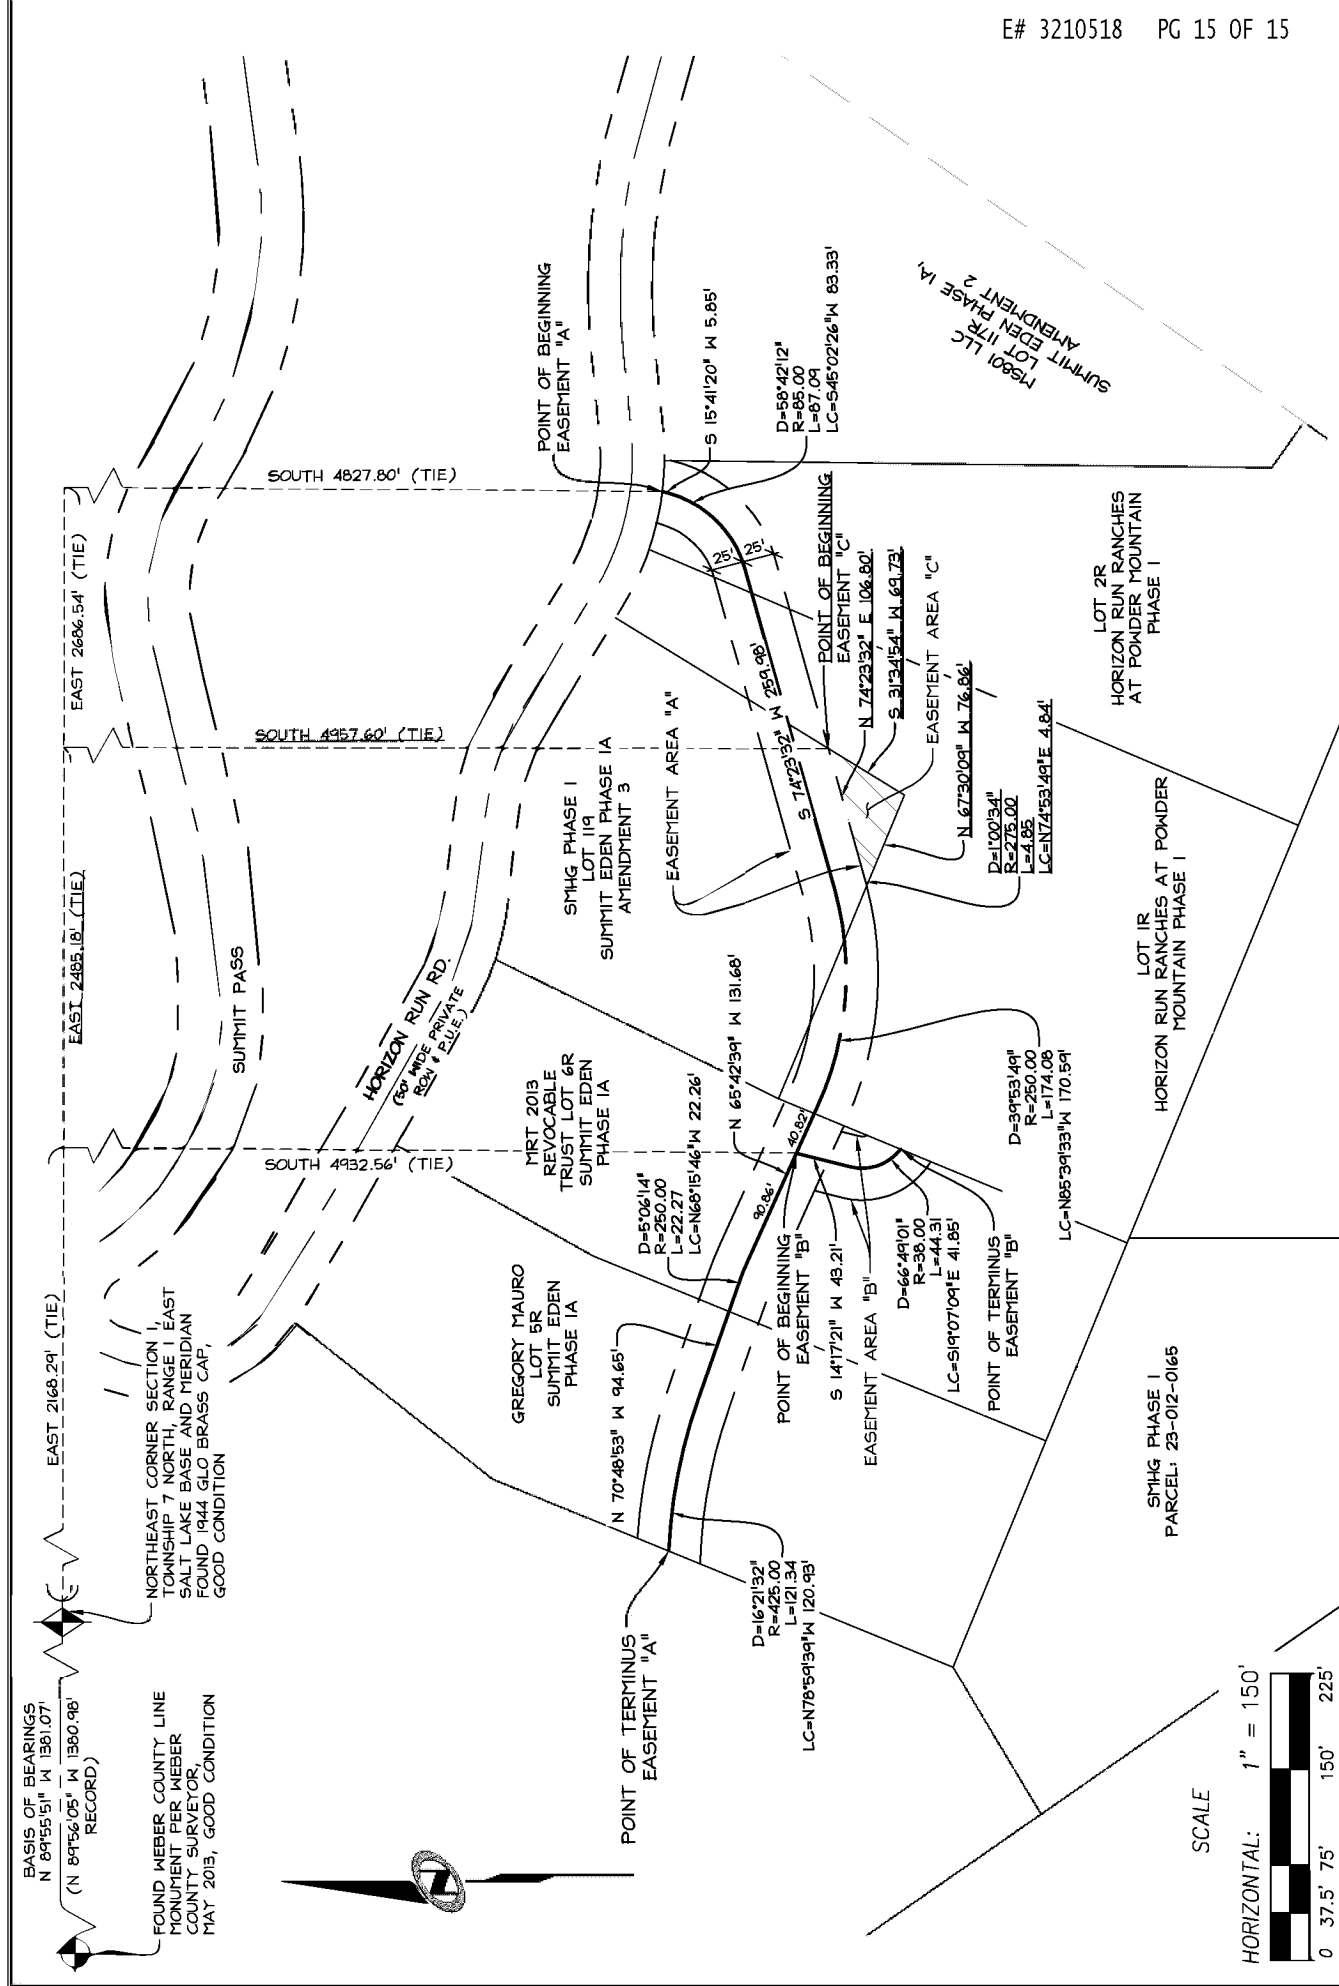 E# 3210518 PG 15 OF 15
BASIS OF BEARINGS
N 89°55'51" W 1381.07'
(N 89°56'05" W 1380.98'
RECORD)
FOUND WEBER COUNTY LINE
MONUMENT PER WEBER
COUNTY SURVEYOR,
MAY 2013, GOOD CONDITION
NORTHEAST CORNER SECTION 1,
TOWNSHIP 7 NORTH, RANGE 1 EAST
SALT LAKE BASE AND MERIDIAN
FOUND 1944 GLO BRASS CAP,
GOOD CONDITION
EAST 2168.29' (TIE)
EAST 2485.18' (TIE)
EAST 2686.54' (TIE)
SOUTH 4932.56' (TIE)
SOUTH 4957.60' (TIE)
SOUTH 4827.80' (TIE)
SUMMIT PASS
HORIZON RUN RD.
(50' WIDE PRIVATE
ROW & P.U.E.)
POINT OF BEGINNING
EASEMENT "A"
S 15°41'20" W 5.85'
D=58°42'12"
R=85.00
L=87.09
LC=S45°02'26"W 83.33'
25'
25'
S 74°23'32" W 259.98'
MS801 LLC
LOT 117R
SUMMIT EDEN PHASE 1A,
AMENDMENT 2
POINT OF BEGINNING
EASEMENT "C"
N 74°23'32" E 106.80'
S 31°34'54" W 69.73'
EASEMENT AREA "C"
N 67°30'09" W 76.86'
D=1°00'34"
R=275.00
L=4.85
LC=N74°53'49"E 4.84'
LOT 2R
HORIZON RUN RANCHES
AT POWDER MOUNTAIN
PHASE 1
SMHG PHASE 1
LOT 119
SUMMIT EDEN PHASE 1A
AMENDMENT 3
EASEMENT AREA "A"
LOT 1R
HORIZON RUN RANCHES AT POWDER
MOUNTAIN PHASE 1
MRT 2013
REVOCABLE
TRUST LOT 6R
SUMMIT EDEN
PHASE 1A
N 65°42'39" W 131.68'
40.82'
90.86'
D=39°53'49"
R=250.00
L=174.08
LC=N85°39'33"W 170.59'
D=5°06'14"
R=250.00
L=22.27
LC=N68°15'46"W 22.26'
POINT OF BEGINNING
EASEMENT "B"
S 14°17'21" W 43.21'
EASEMENT AREA "B"
D=66°49'01"
R=38.00
L=44.31
LC=S19°07'09"E 41.85'
POINT OF TERMINUS
EASEMENT "B"
GREGORY MAURO
LOT 5R
SUMMIT EDEN
PHASE 1A
N 70°48'53" W 94.65'
D=16°21'32"
R=425.00
L=121.34
LC=N78°59'39"W 120.93'
POINT OF TERMINUS
EASEMENT "A"
SMHG PHASE 1
PARCEL: 23-012-0165
Z
SCALE
HORIZONTAL: 1" = 150'
0 37.5' 75' 150' 225'